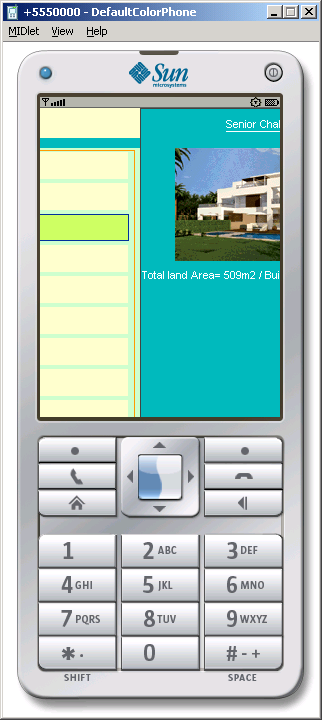 +5550000 - DefaultColorPhone
MIDlet View Help
Sun
microsystems
Senior Chal
Total land Area= 509m2 / Bui
1 2 ABC 3 DEF
4 GHI 5 JKL 6 MNO
7 PQRS 8 TUV 9 WXYZ
* . 0 # - +
SHIFT SPACE